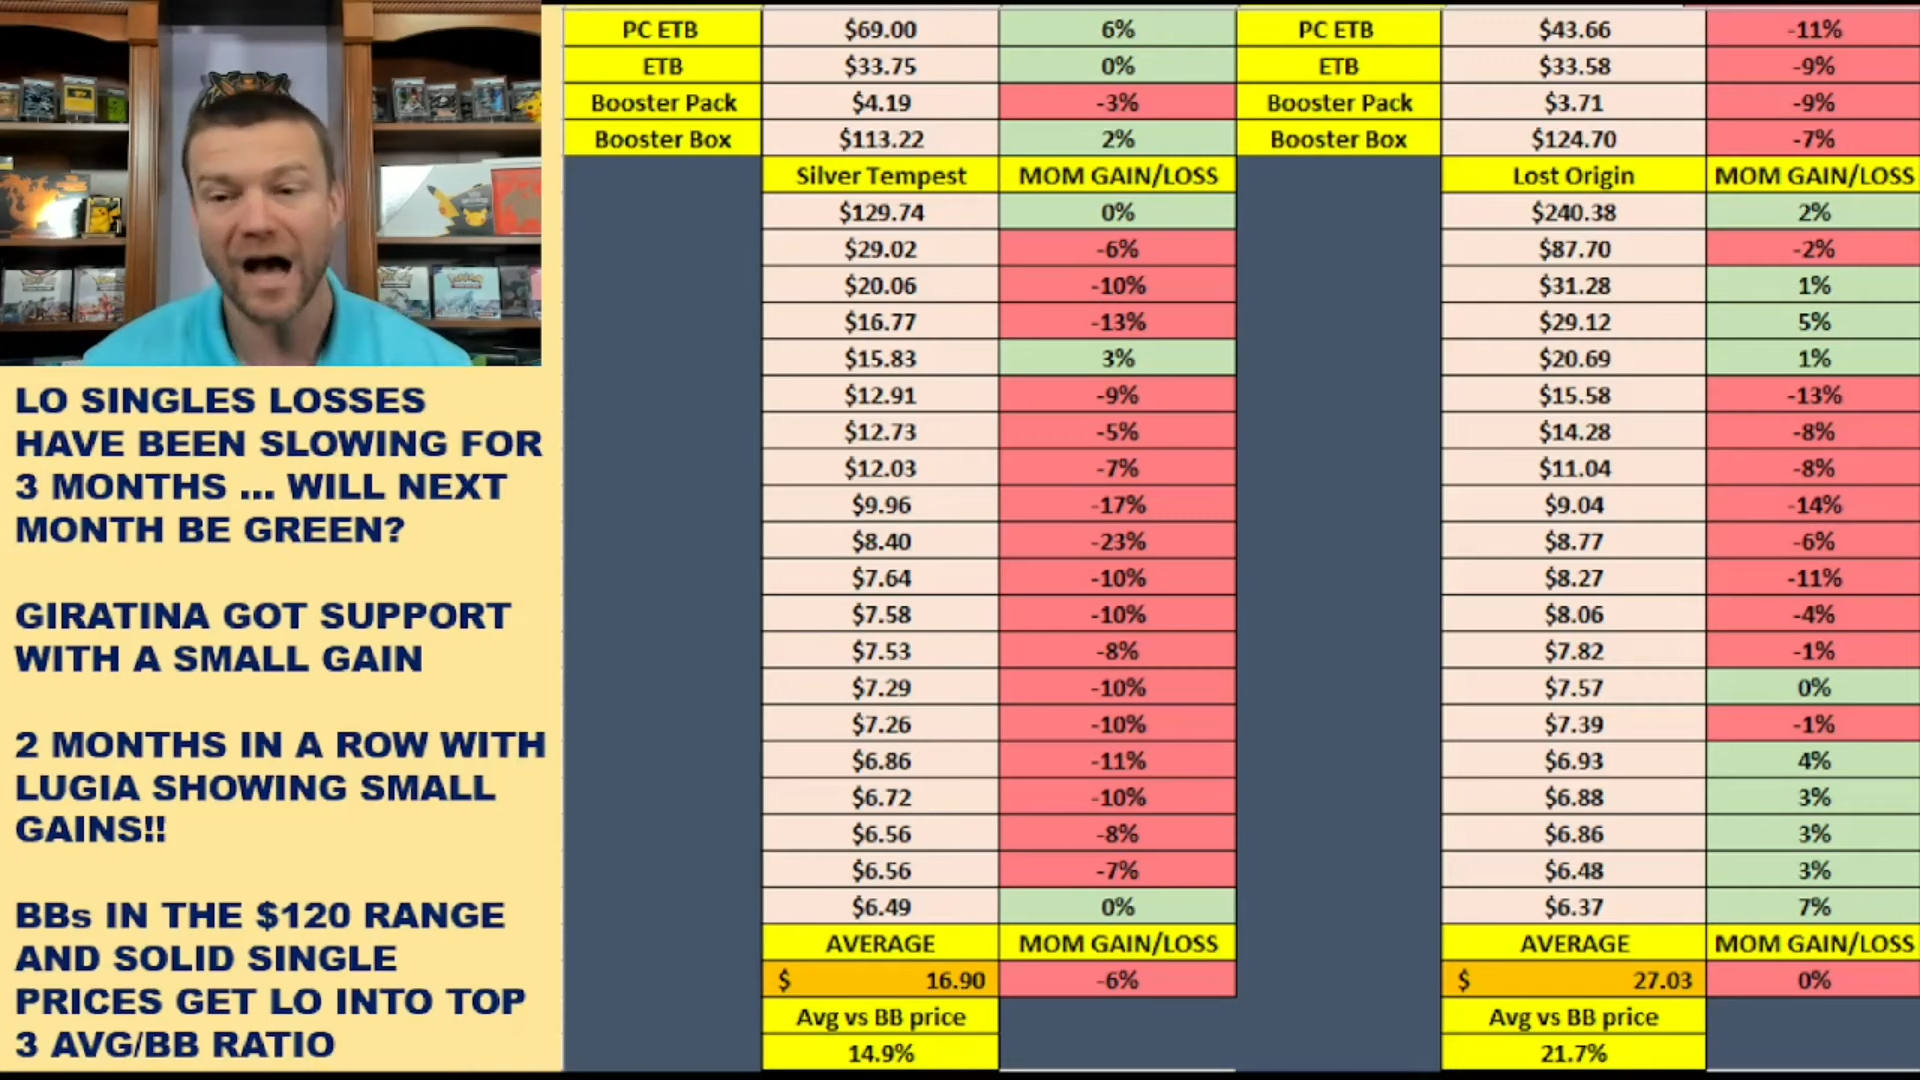 PC ETB $69.00 6% PC ETB $43.66 -11%
ETB $33.75 0% ETB $33.58 -9%
Booster Pack $4.19 -3% Booster Pack $3.71 -9%
Booster Box $113.22 2% Booster Box $124.70 -7%
Silver Tempest MOM GAIN/LOSS Lost Origin MOM GAIN/LOSS
$129.74 0% $240.38 2%
$29.02 -6% $87.70 -2%
$20.06 -10% $31.28 1%
$16.77 -13% $29.12 5%
$15.83 3% $20.69 1%
$12.91 -9% $15.58 -13%
$12.73 -5% $14.28 -8%
$12.03 -7% $11.04 -8%
$9.96 -17% $9.04 -14%
$8.40 -23% $8.77 -6%
$7.64 -10% $8.27 -11%
$7.58 -10% $8.06 -4%
$7.53 -8% $7.82 -1%
$7.29 -10% $7.57 0%
$7.26 -10% $7.39 -1%
$6.86 -11% $6.93 4%
$6.72 -10% $6.88 3%
$6.56 -8% $6.86 3%
$6.56 -7% $6.48 3%
$6.49 0% $6.37 7%
AVERAGE MOM GAIN/LOSS AVERAGE MOM GAIN/LOSS
$ 16.90 -6% $ 27.03 0%
Avg vs BB price Avg vs BB price
14.9% 21.7%
LO SINGLES LOSSES
HAVE BEEN SLOWING FOR
3 MONTHS ... WILL NEXT
MONTH BE GREEN?
GIRATINA GOT SUPPORT
WITH A SMALL GAIN
2 MONTHS IN A ROW WITH
LUGIA SHOWING SMALL
GAINS!!
BBs IN THE $120 RANGE
AND SOLID SINGLE
PRICES GET LO INTO TOP
3 AVG/BB RATIO